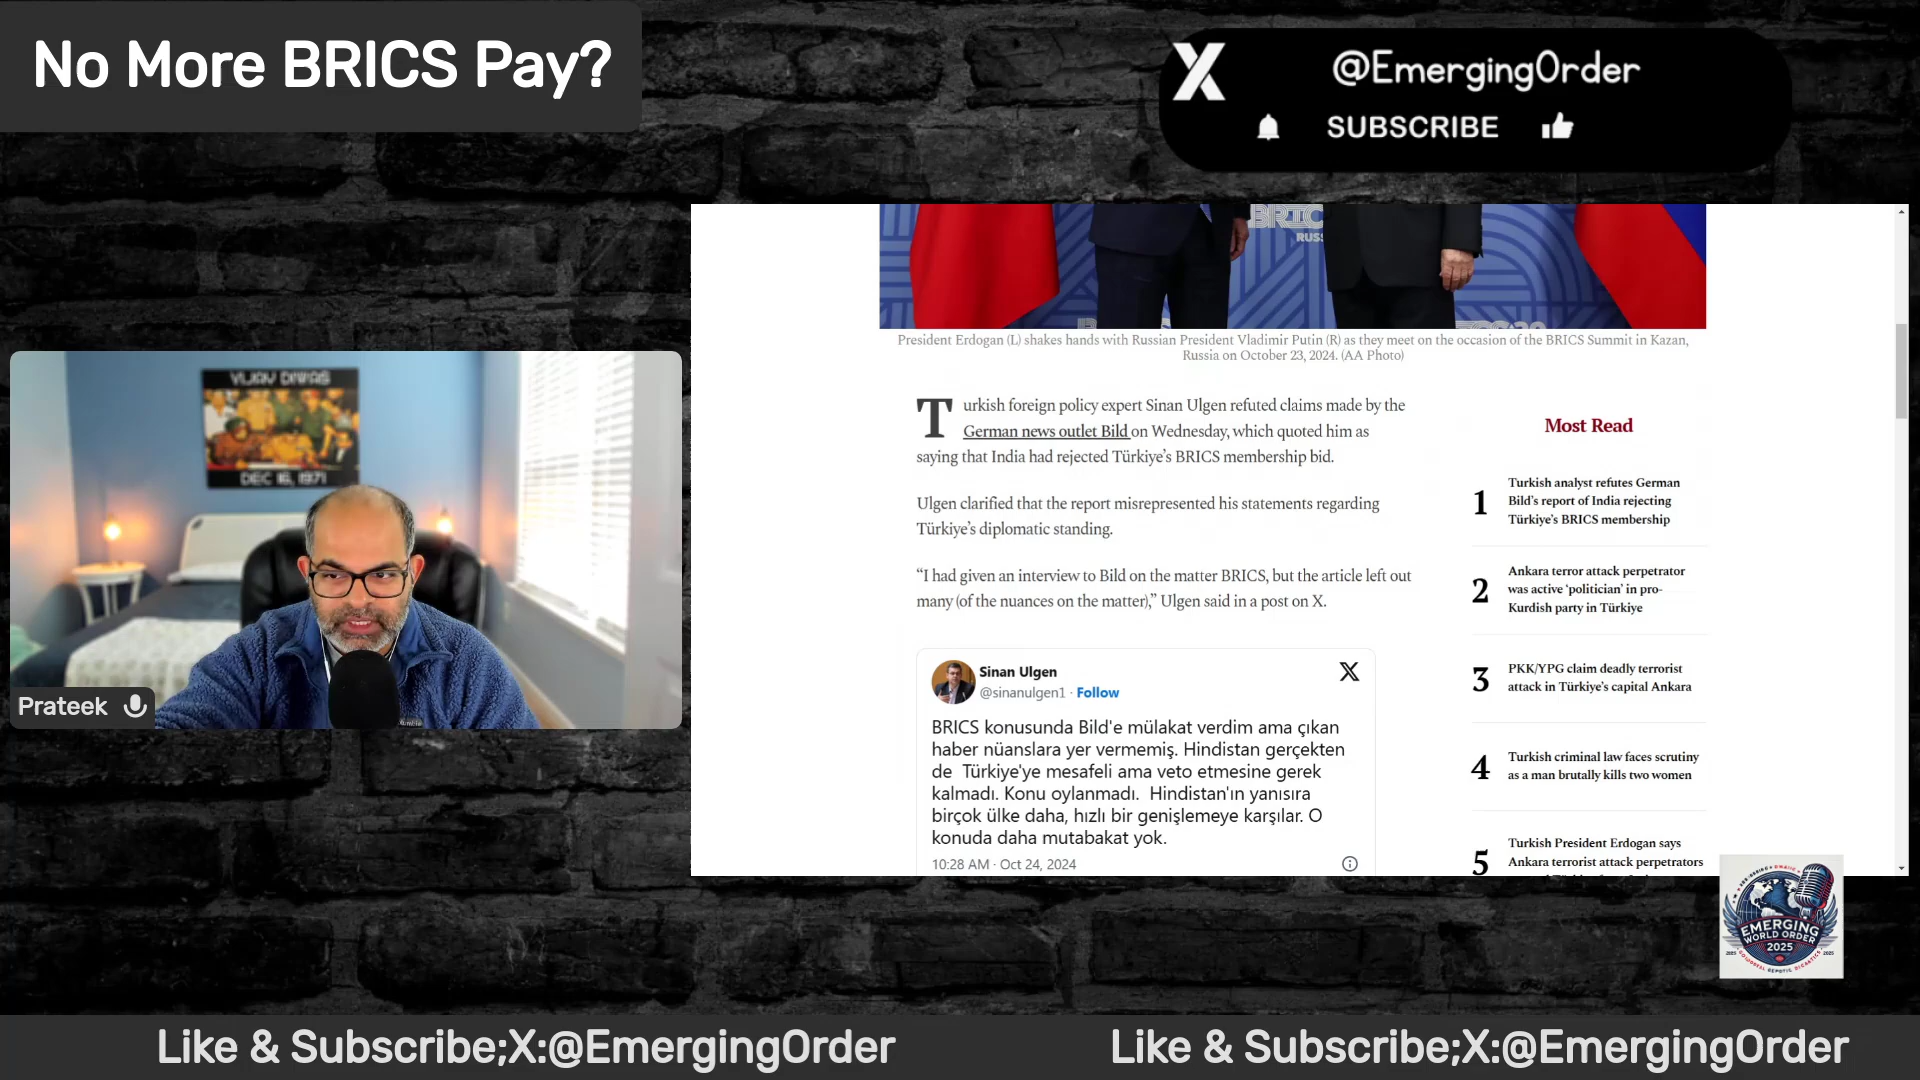 No More BRICS Pay?
@EmergingOrder
SUBSCRIBE
VIJAY DIWAS
DEC 16, 1971
Prateek
BRICS
President Erdogan (L) shakes hands with Russian President Vladimir Putin (R) as they meet on the occasion of the BRICS Summit in Kazan,
Russia on October 23, 2024. (AA Photo)
Turkish foreign policy expert Sinan Ulgen refuted claims made by the
German news outlet Bild on Wednesday, which quoted him as
saying that India had rejected Türkiye’s BRICS membership bid.
Ulgen clarified that the report misrepresented his statements regarding
Türkiye’s diplomatic standing.
“I had given an interview to Bild on the matter BRICS, but the article left out
many (of the nuances on the matter),” Ulgen said in a post on X.
Sinan Ulgen
@sinanulgen1 · Follow
BRICS konusunda Bild'e mülakat verdim ama çıkan
haber nüanslara yer vermemiş. Hindistan gerçekten
de Türkiye'ye mesafeli ama veto etmesine gerek
kalmadı. Konu oylanmadı. Hindistan'ın yanısıra
birçok ülke daha, hızlı bir genişlemeye karşılar. O
konuda daha mutabakat yok.
10:28 AM · Oct 24, 2024
Most Read
1
Turkish analyst refutes German
Bild’s report of India rejecting
Türkiye’s BRICS membership
2
Ankara terror attack perpetrator
was active ‘politician’ in pro-
Kurdish party in Türkiye
3
PKK/YPG claim deadly terrorist
attack in Türkiye’s capital Ankara
4
Turkish criminal law faces scrutiny
as a man brutally kills two women
5
Turkish President Erdogan says
Ankara terrorist attack perpetrators
EMERGING
WORLD ORDER
2025
Like & Subscribe;X:@EmergingOrder
Like & Subscribe;X:@EmergingOrder